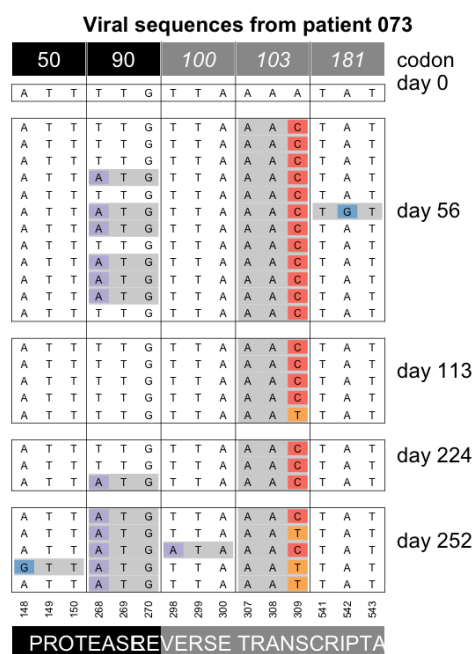 Viral sequences from patient 073
50 90 100 103 181 codon
A T T T T G T T A A A A T A T day 0
A T T T T G T T A A A C T A T
A T T T T G T T A A A C T A T
A T T T T G T T A A A C T A T
A T T A T G T T A A A C T A T
A T T T T G T T A A A C T A T
A T T A T G T T A A A C T G T day 56
A T T A T G T T A A A C T A T
A T T T T G T T A A A C T A T
A T T A T G T T A A A C T A T
A T T A T G T T A A A C T A T
A T T A T G T T A A A C T A T
A T T T T G T T A A A C T A T
A T T T T G T T A A A C T A T
A T T T T G T T A A A C T A T day 113
A T T T T G T T A A A C T A T
A T T T T G T T A A A C T A T
A T T T T G T T A A A T T A T
A T T T T G T T A A A C T A T day 224
A T T T T G T T A A A C T A T
A T T A T G T T A A A C T A T
A T T A T G T T A A A C T A T
A T T A T G T T A A A T T A T
A T T A T G A T A A A C T A T day 252
G T T A T G T T A A A T T A T
A T T A T G T T A A A T T A T
148 149 150 268 269 270 298 299 300 307 308 309 541 542 543
PROTEASE REVERSE TRANSCRIPTA